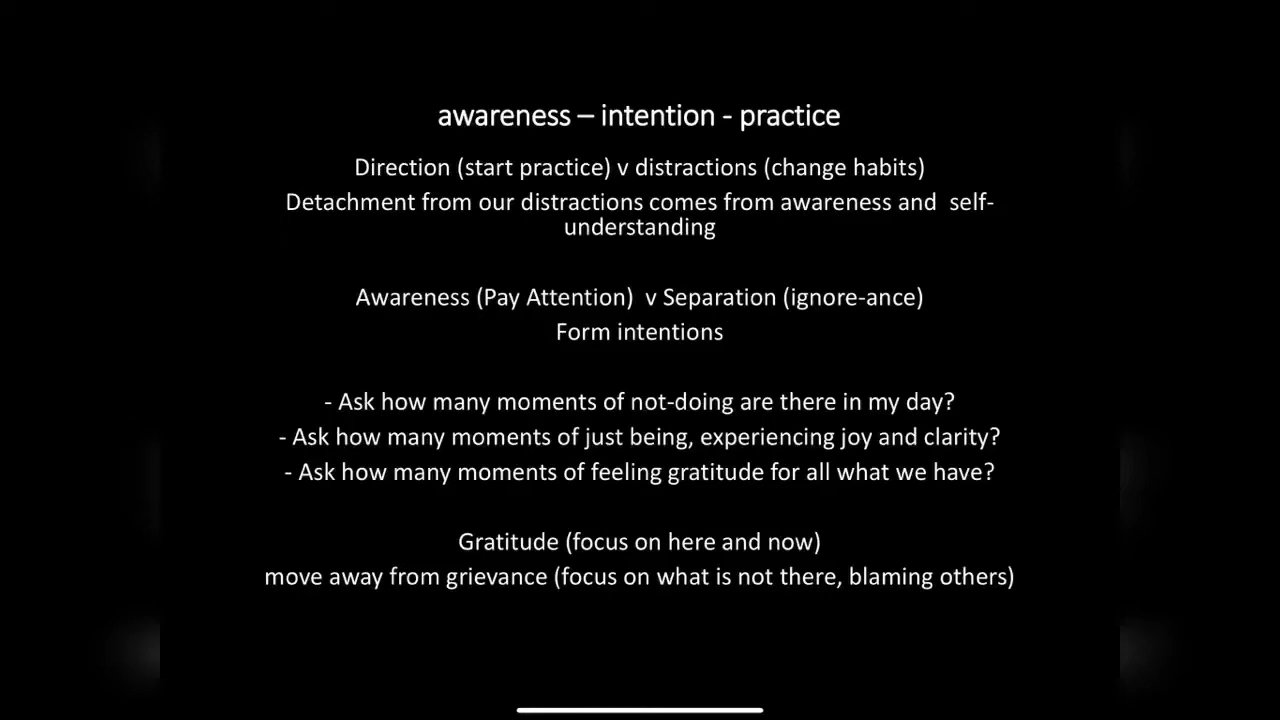 awareness – intention - practice
Direction (start practice) v distractions (change habits)
Detachment from our distractions comes from awareness and  self-
understanding
Awareness (Pay Attention)  v Separation (ignore-ance)
Form intentions
- Ask how many moments of not-doing are there in my day?
- Ask how many moments of just being, experiencing joy and clarity?
- Ask how many moments of feeling gratitude for all what we have?
Gratitude (focus on here and now)
move away from grievance (focus on what is not there, blaming others)